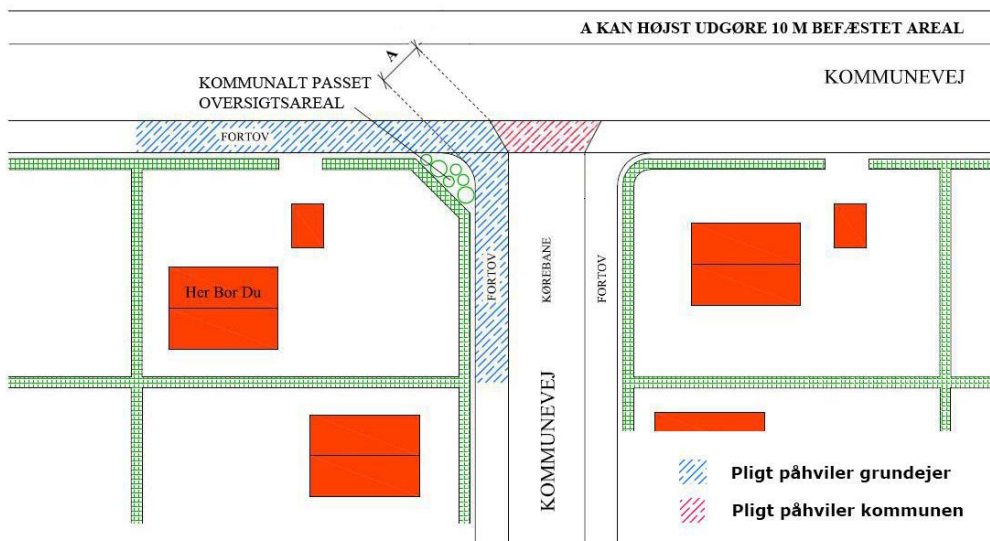 A KAN HØJST UDGØRE 10 M BEFÆSTET AREAL
A
KOMMUNEVEJ
KOMMUNALT PASSET
OVERSIGTSAREAL
FORTOV
Her Bor Du
FORTOV
KØREBANE
FORTOV
KOMMUNEVEJ
Pligt påhviler grundejer
Pligt påhviler kommunen